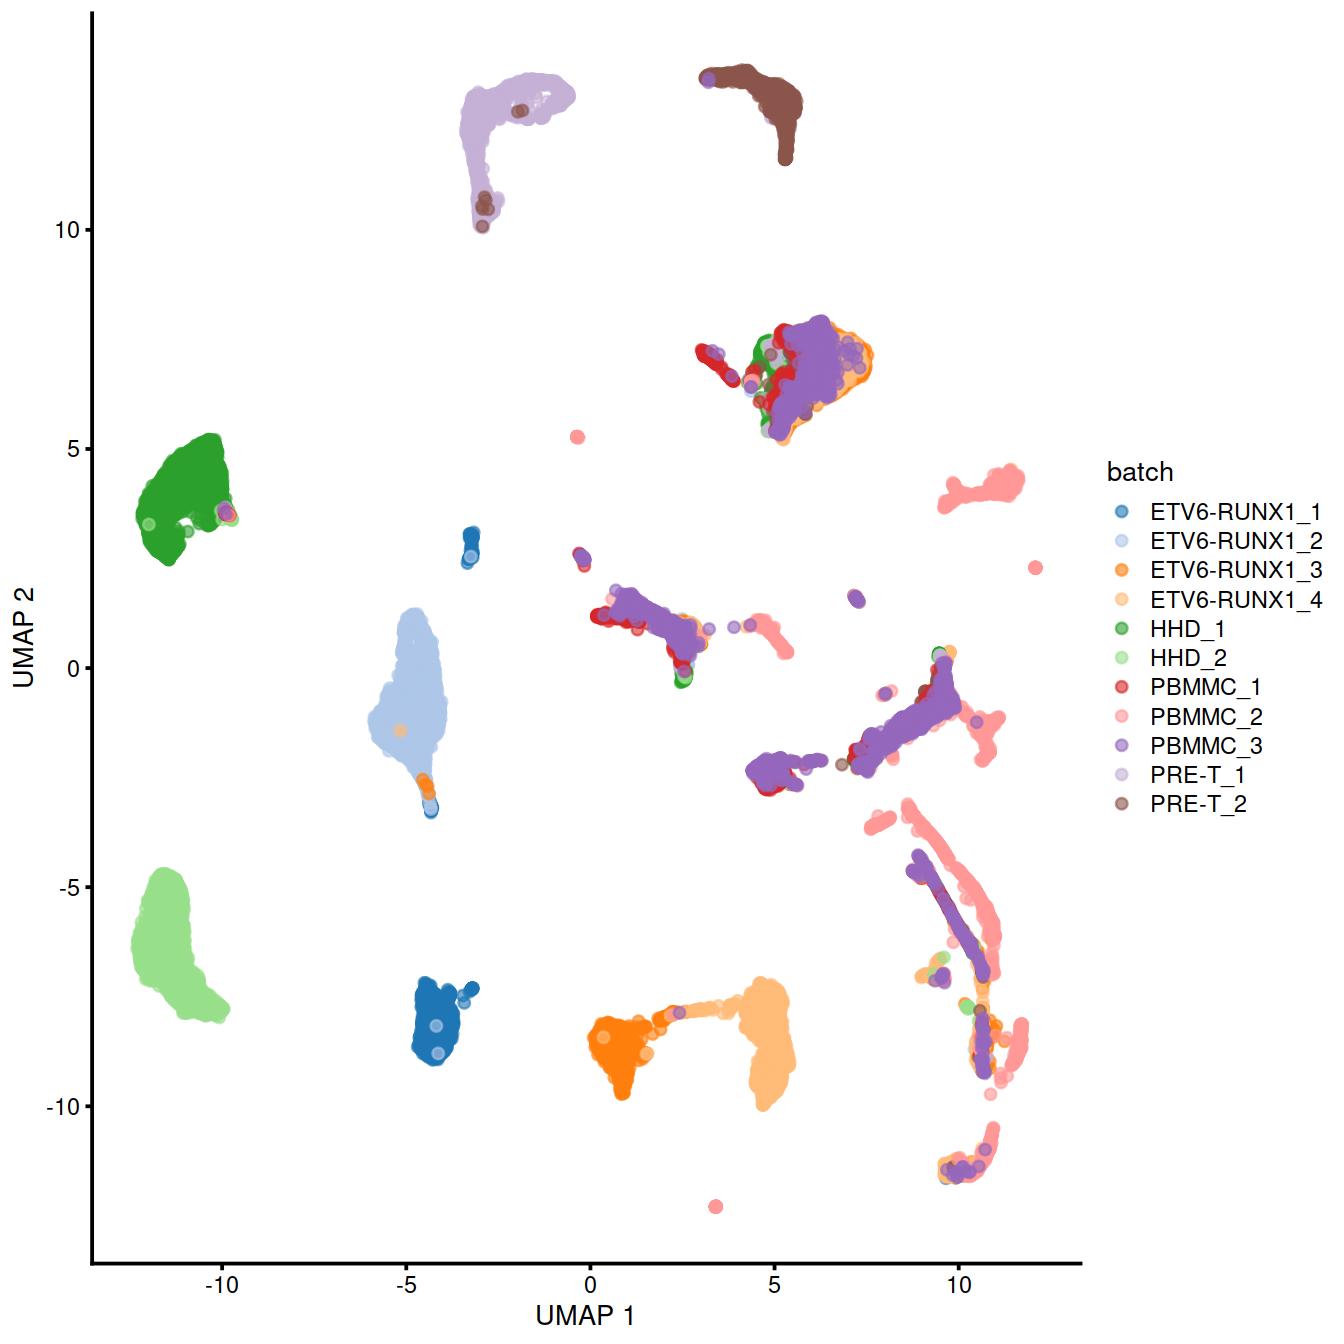 10
5
0
-5
-10
UMAP 2
-10
-5
0
5
10
UMAP 1
batch
ETV6-RUNX1_1
ETV6-RUNX1_2
ETV6-RUNX1_3
ETV6-RUNX1_4
HHD_1
HHD_2
PBMMC_1
PBMMC_2
PBMMC_3
PRE-T_1
PRE-T_2